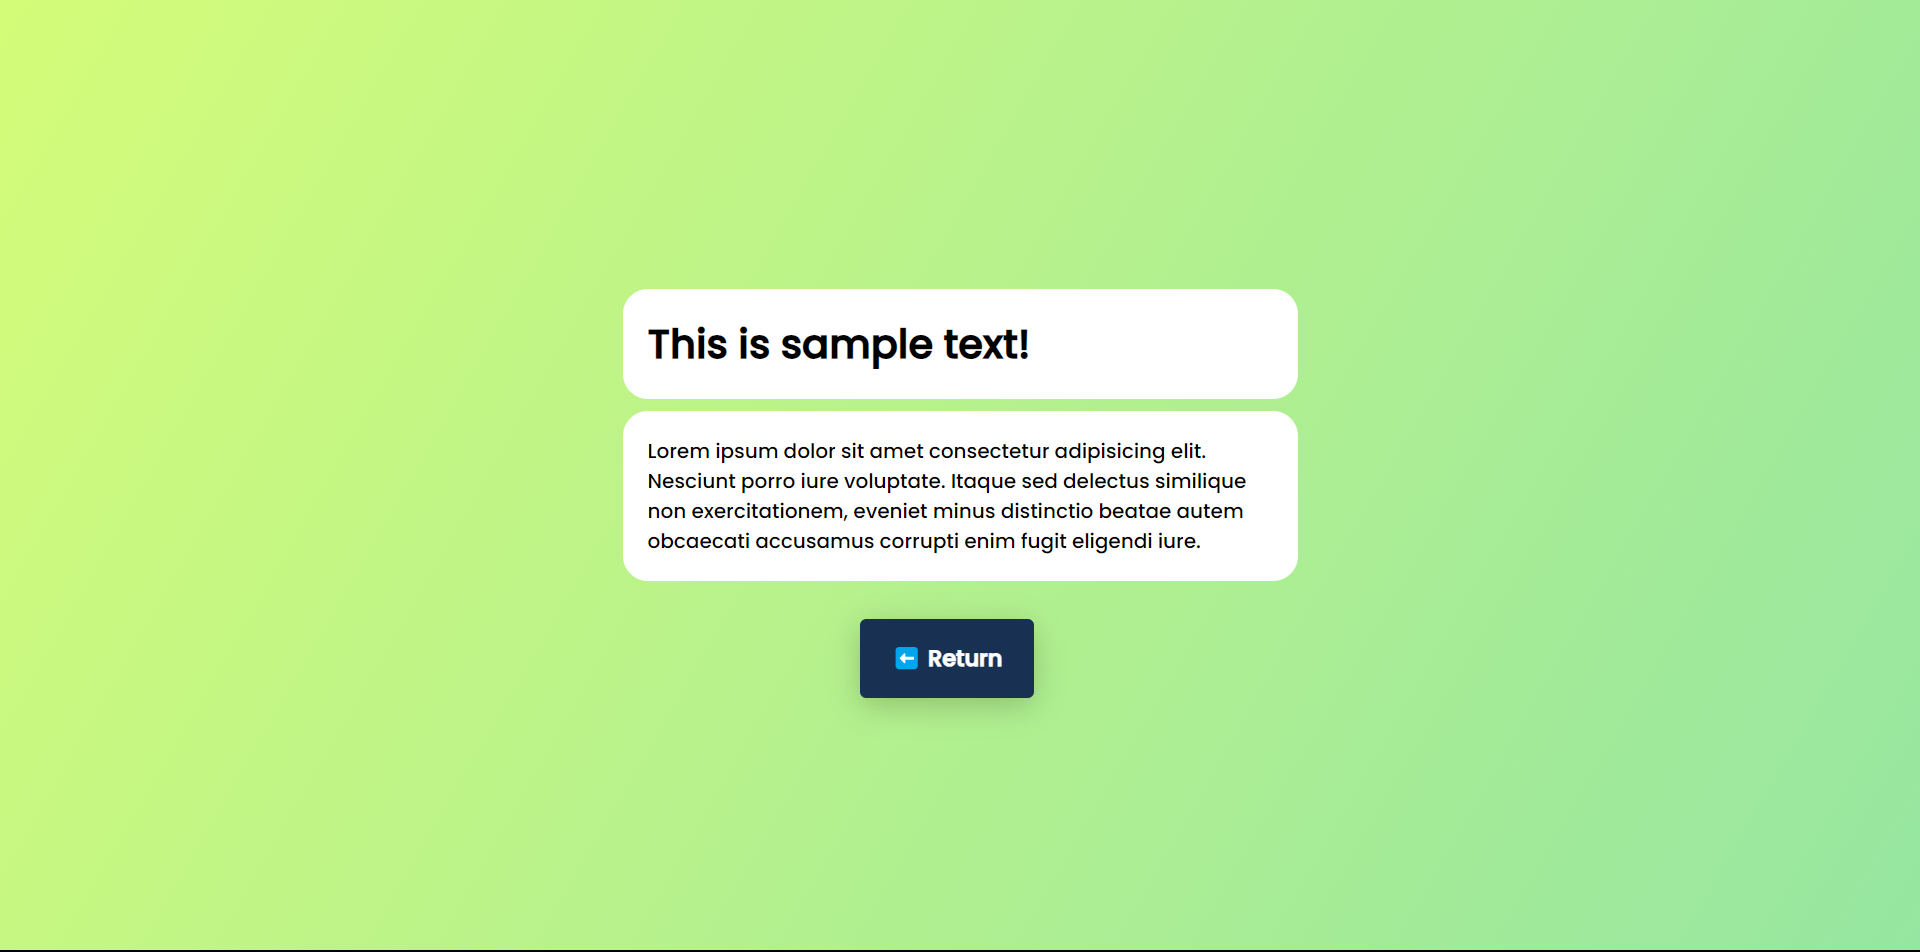 This is sample text!
Lorem ipsum dolor sit amet consectetur adipisicing elit.
Nesciunt porro iure voluptate. Itaque sed delectus similique
non exercitationem, eveniet minus distinctio beatae autem
obcaecati accusamus corrupti enim fugit eligendi iure.
⬅️ Return